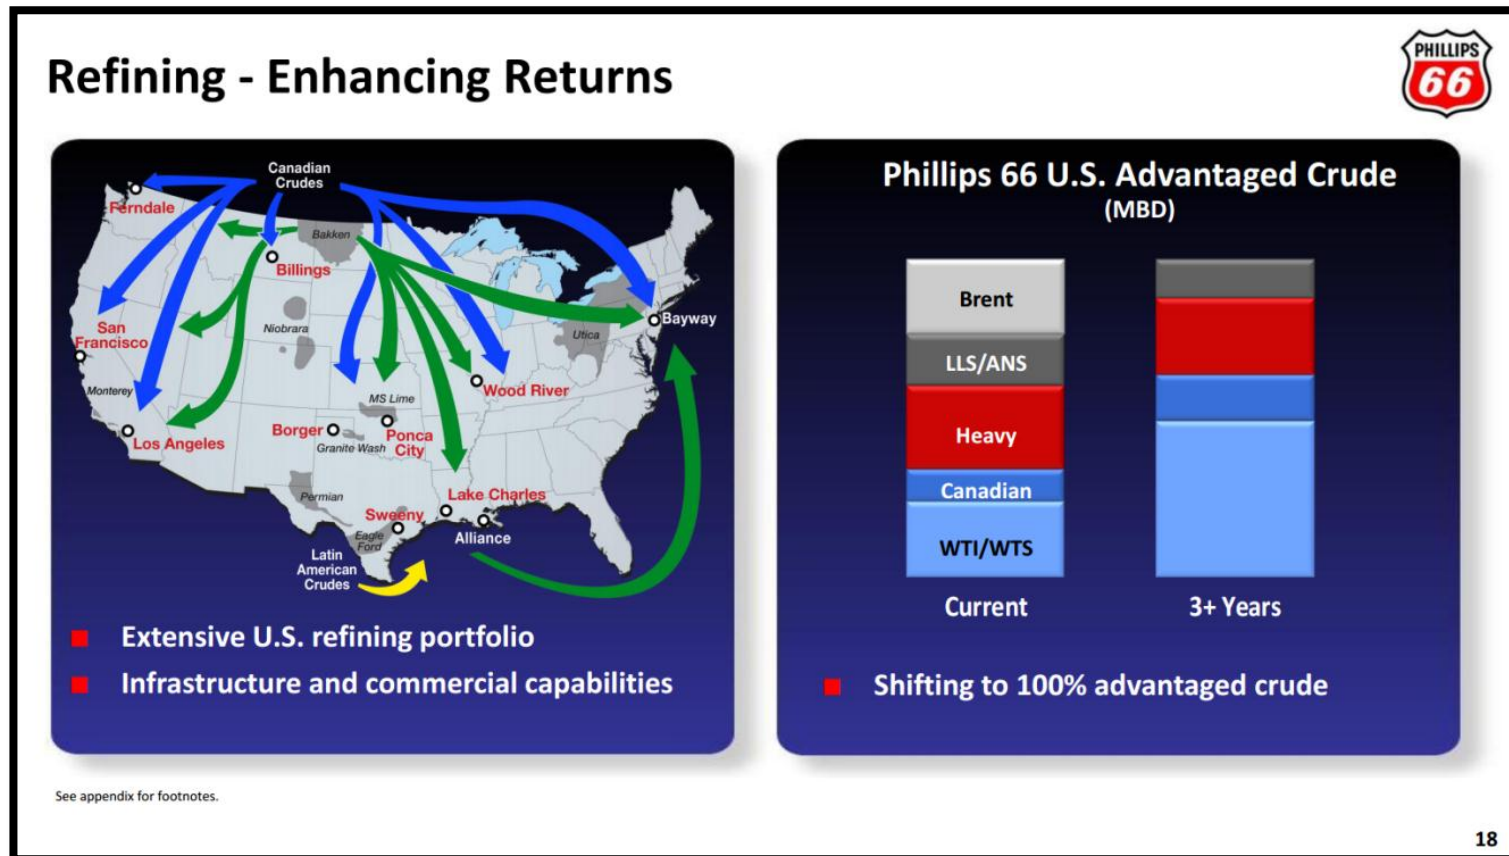 Refining - Enhancing Returns
PHILLIPS
66
Canadian
Crudes
Ferndale
Bakken
Billings
San
Francisco
Niobrara
Utica
Bayway
Monterey
MS Lime
Wood River
Los Angeles
Borger
Granite Wash
Ponca
City
Permian
Lake Charles
Sweeny
Eagle
Ford
Alliance
Latin
American
Crudes
Extensive U.S. refining portfolio
Infrastructure and commercial capabilities
Phillips 66 U.S. Advantaged Crude
(MBD)
Brent
LLS/ANS
Heavy
Canadian
WTI/WTS
Current
3+ Years
Shifting to 100% advantaged crude
See appendix for footnotes.
18